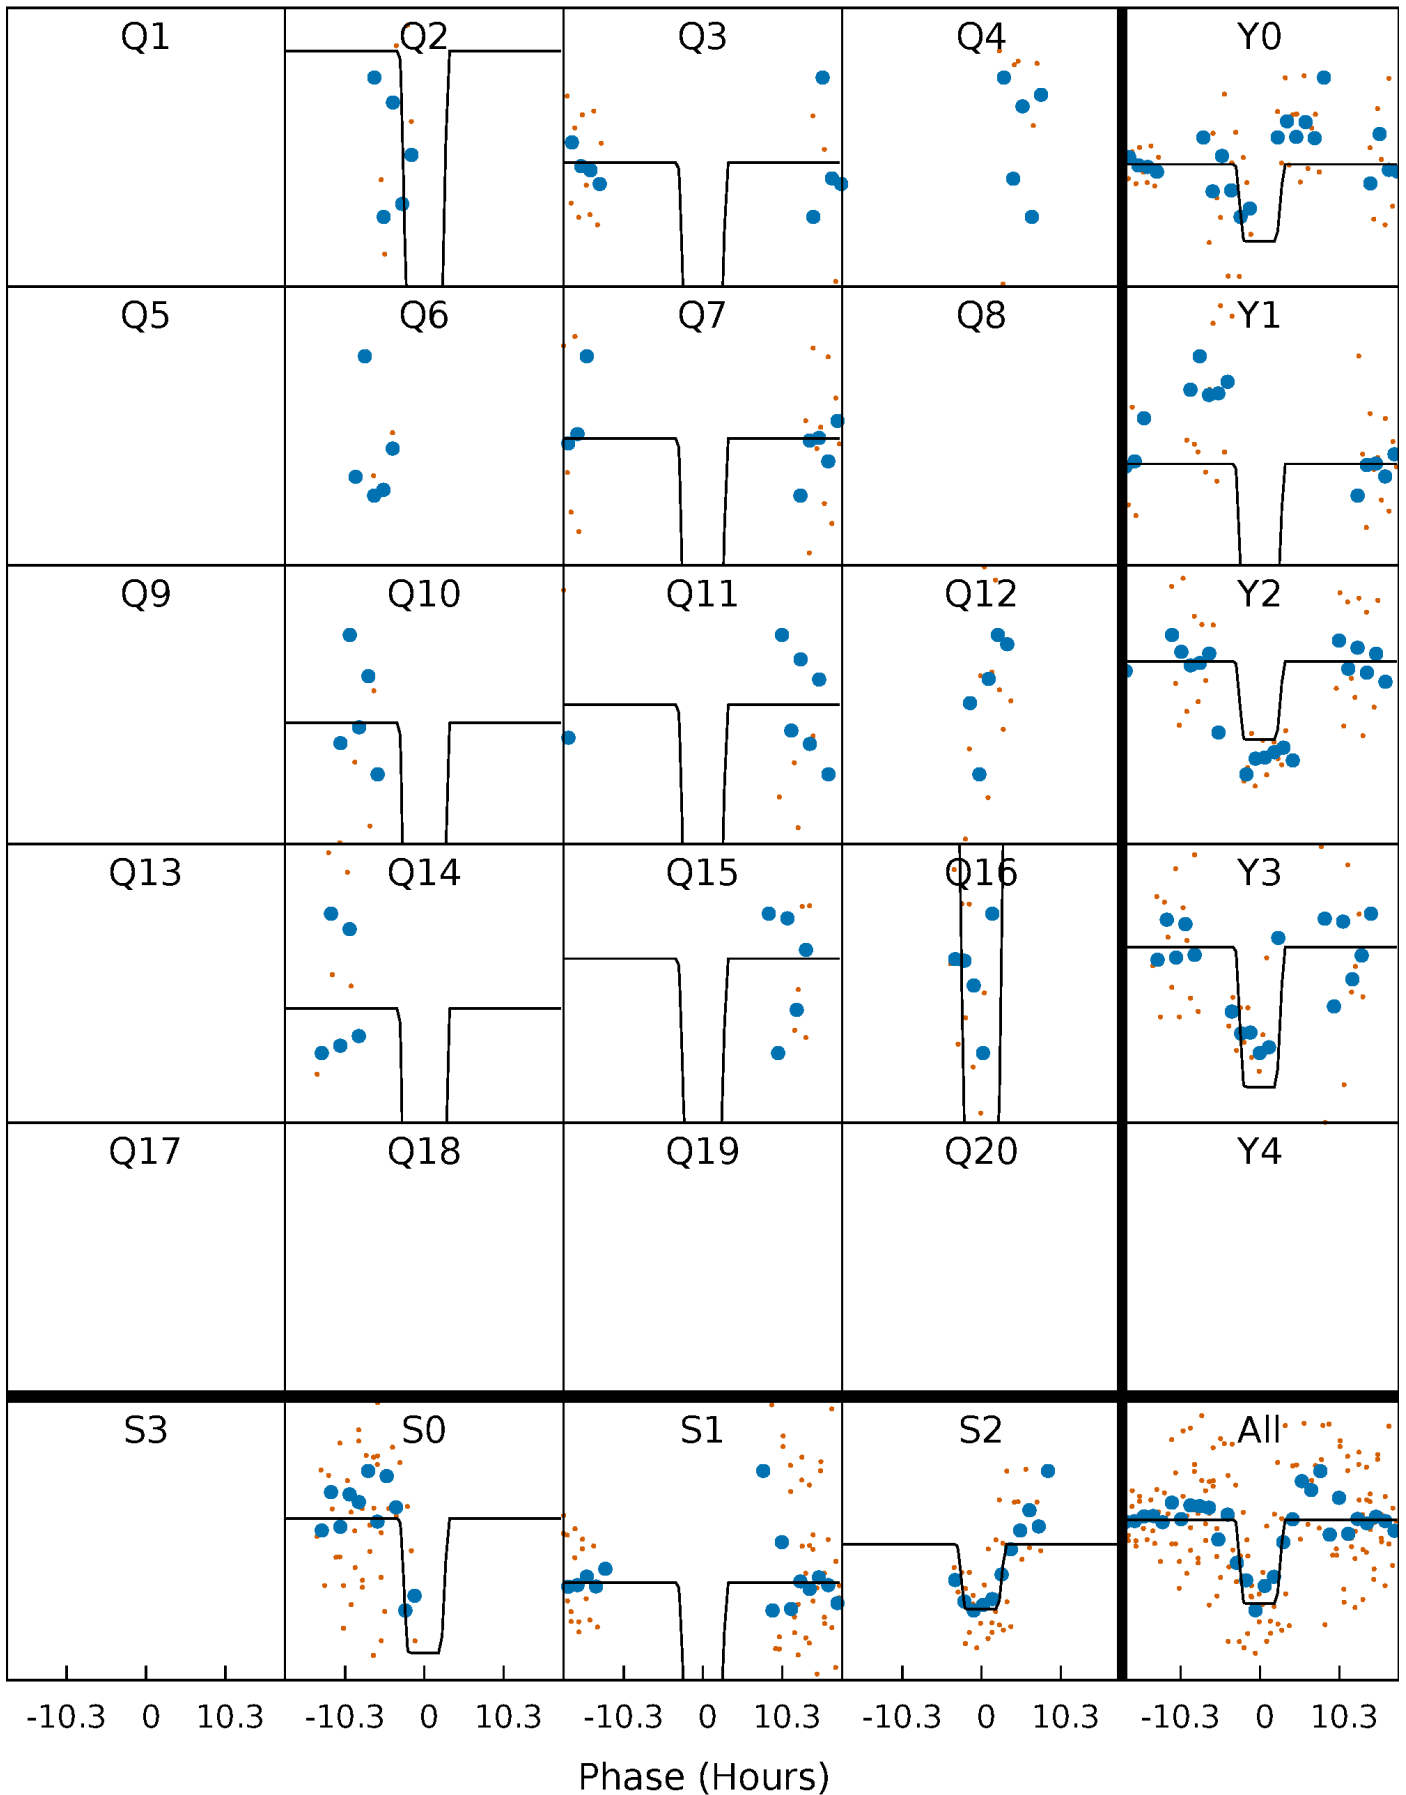 Q1 Q2 Q3 Q4 Y0
Q5 Q6 Q7 Q8 Y1
Q9 Q10 Q11 Q12 Y2
Q13 Q14 Q15 Q16 Y3
Q17 Q18 Q19 Q20 Y4
S3 S0 S1 S2 All
-10.3 0 10.3 -10.3 0 10.3 -10.3 0 10.3 -10.3 0 10.3 -10.3 0 10.3
Phase (Hours)